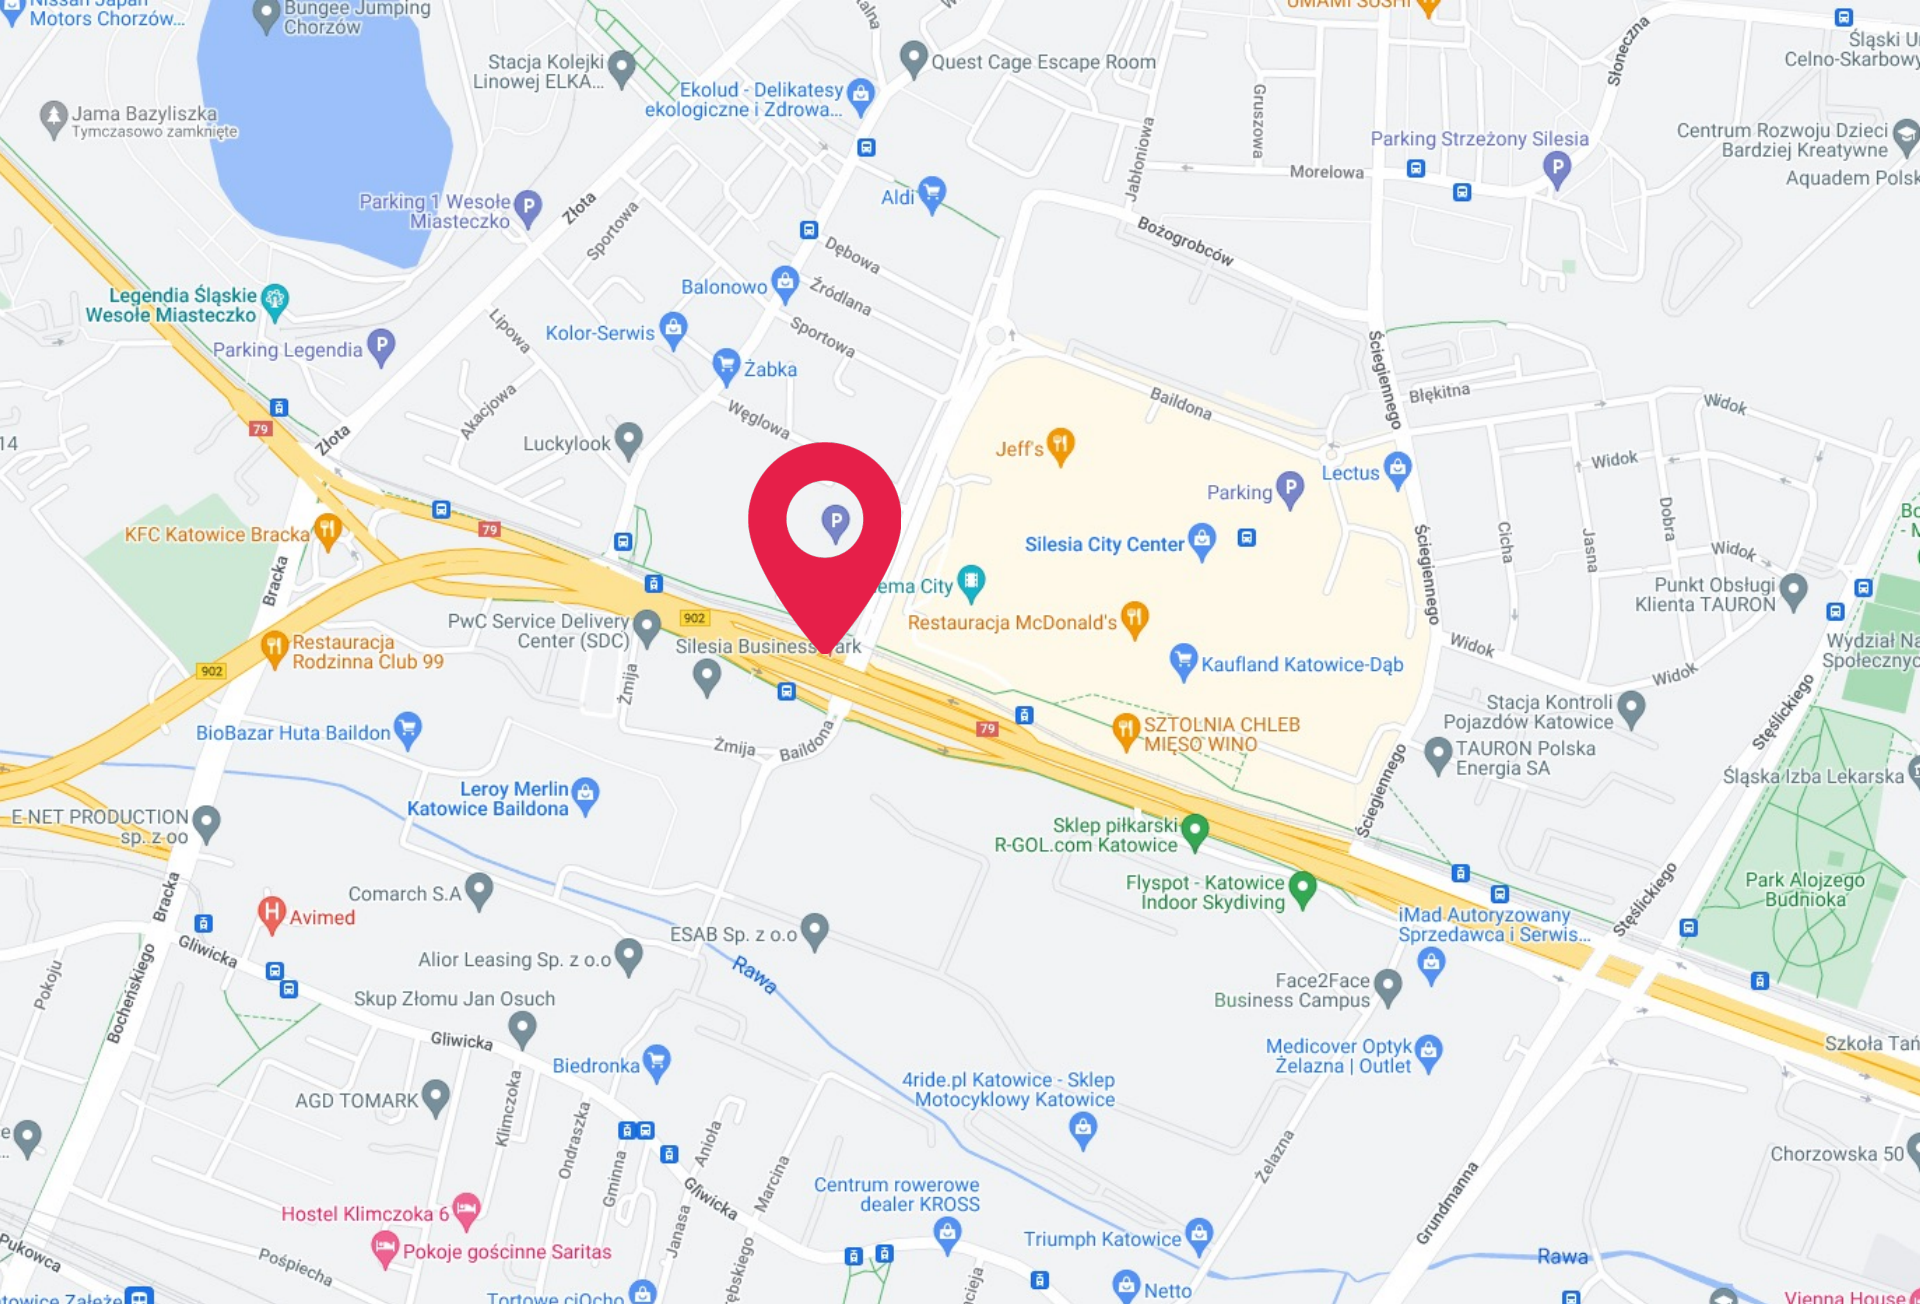 Nissan Japan
Motors Chorzów...
Bungee Jumping
Chorzów
Stacja Kolejki
Linowej ELKA...
Quest Cage Escape Room
UMAMI SUSHI
Słoneczna
Śląski
Celno-Skarbowy
Jama Bazyliszka
Tymczasowo zamknięte
Ekolud - Delikatesy
ekologiczne i Zdrowa...
Gruszowa
Jabłoniowa
Parking Strzeżony Silesia
P
Centrum Rozwoju Dzieci
Bardziej Kreatywne
Morelowa
Aquadem Polsk
Parking 1 Wesołe
Miasteczko
P
Złota
Sportowa
Aldi
Bożogrobców
Dębowa
Źródlana
Sportowa
Balonowo
Legendia Śląskie
Wesołe Miasteczko
Parking Legendia
P
Lipowa
Kolor-Serwis
Żabka
Ściegiennego
Błękitna
Widok
Baildona
Akacjowa
Węglowa
79
Złota
14
Luckylook
Jeff's
Lectus
Widok
Parking
P
P
79
KFC Katowice Bracka
Bracka
Silesia City Center
Ściegiennego
Cicha
Jasna
Dobra
Widok
ema City
Punkt Obsługi
Klienta TAURON
902
PwC Service Delivery
Center (SDC)
Silesia Business Park
Restauracja McDonald's
Restauracja
Rodzinna Club 99
902
Żmija
Kaufland Katowice-Dąb
Widok
Widok
Wydział Na
Społecznyc
Stęślickiego
Stacja Kontroli
Pojazdów Katowice
BioBazar Huta Baildon
Żmija
Baildona
79
SZTOLNIA CHLEB
MIĘSO WINO
TAURON Polska
Energia SA
Śląska Izba Lekarska
Leroy Merlin
Katowice Baildona
Ściegiennego
E NET PRODUCTION
sp. z oo
Sklep piłkarski
R-GOL.com Katowice
Bracka
Comarch S.A
H
Avimed
Flyspot - Katowice
Indoor Skydiving
Stęślickiego
Park Alojzego
Budnioka
iMad Autoryzowany
Sprzedawca i Serwis...
ESAB Sp. z o.o
Gliwicka
Alior Leasing Sp. z o.o
Rawa
Pokoju
Bocheńskiego
Face2Face
Business Campus
Skup Złomu Jan Osuch
Gliwicka
Szkoła Tań
Biedronka
Medicover Optyk
Żelazna | Outlet
4ride.pl Katowice - Sklep
Motocyklowy Katowice
AGD TOMARK
Klimczoka
Ondraszka
Gminna
Anioła
Marcina
Żelazna
Chorzowska 50
Gliwicka
Centrum rowerowe
dealer KROSS
Grundmanna
Hostel Klimczoka 6
Janasa
Pokoje gościnne Saritas
Triumph Katowice
Pukowca
Pośpiecha
Rawa
Netto
Tortowe ciOcho
towice Załęże
Vienna House